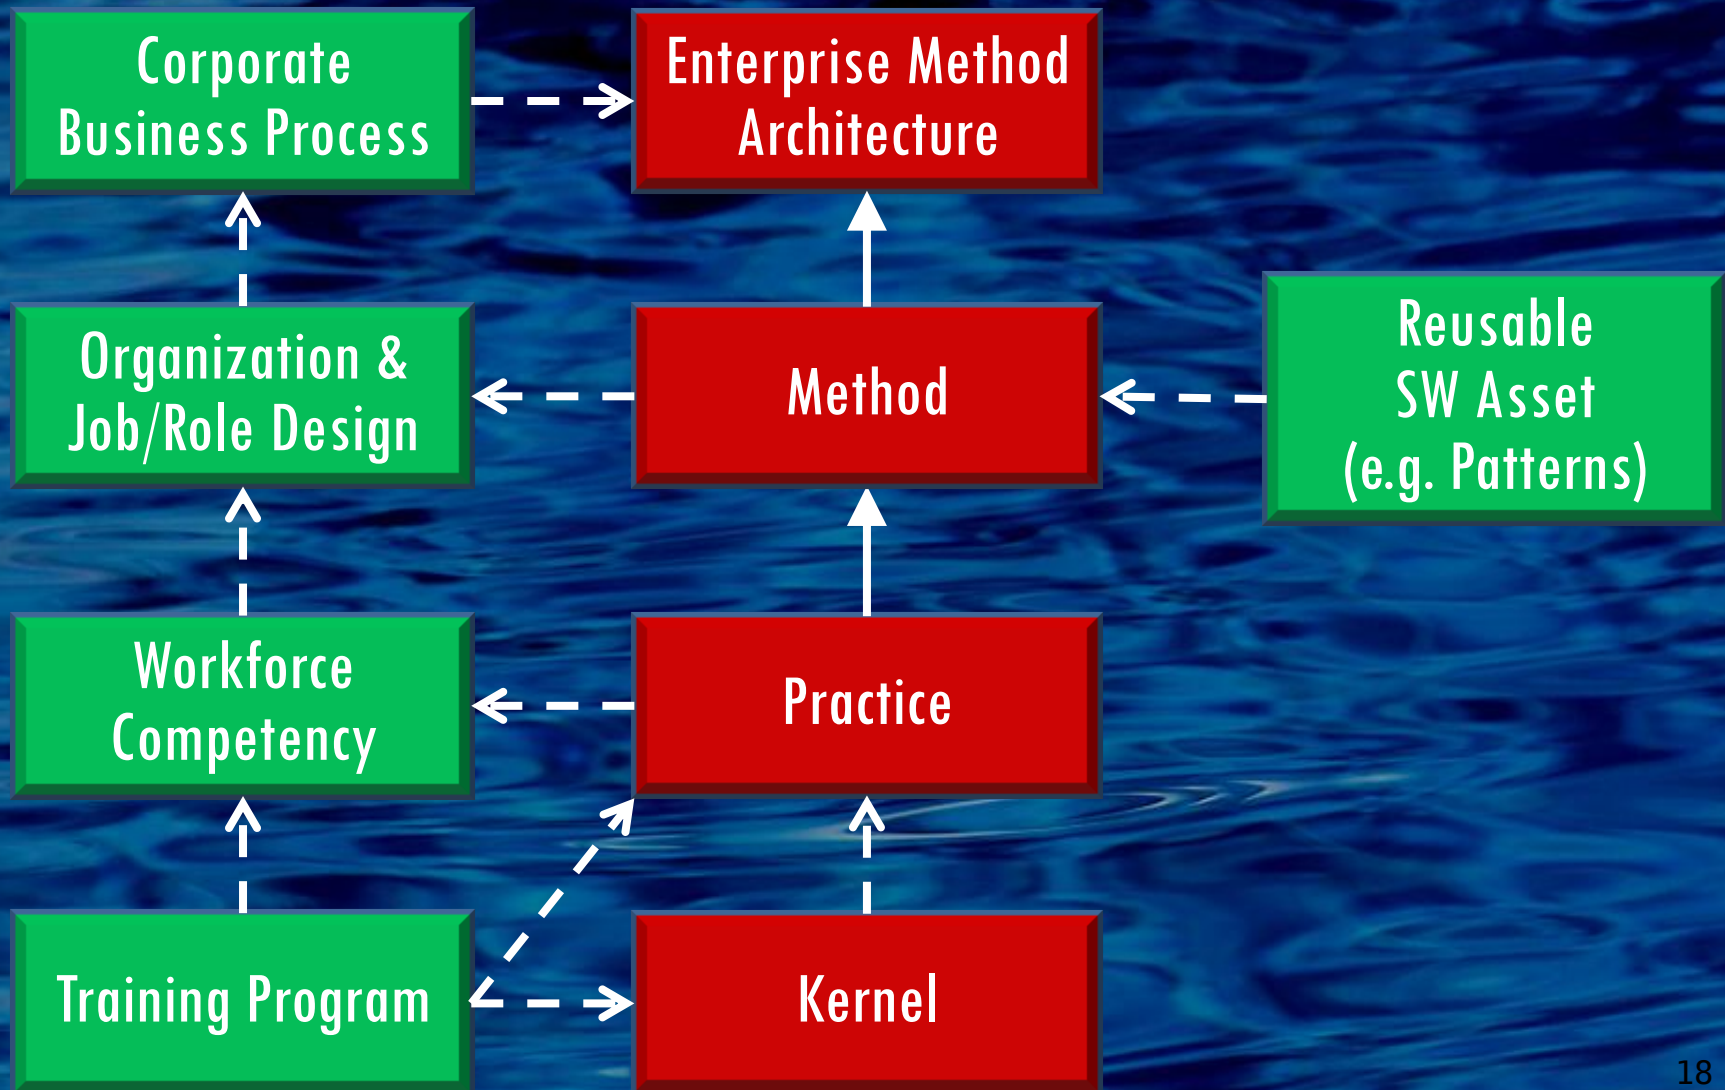 Corporate
Business Process
Enterprise Method
Architecture
Organization &
Job/Role Design
Method
Reusable
SW Asset
(e.g. Patterns)
Workforce
Competency
Practice
Training Program
Kernel
18